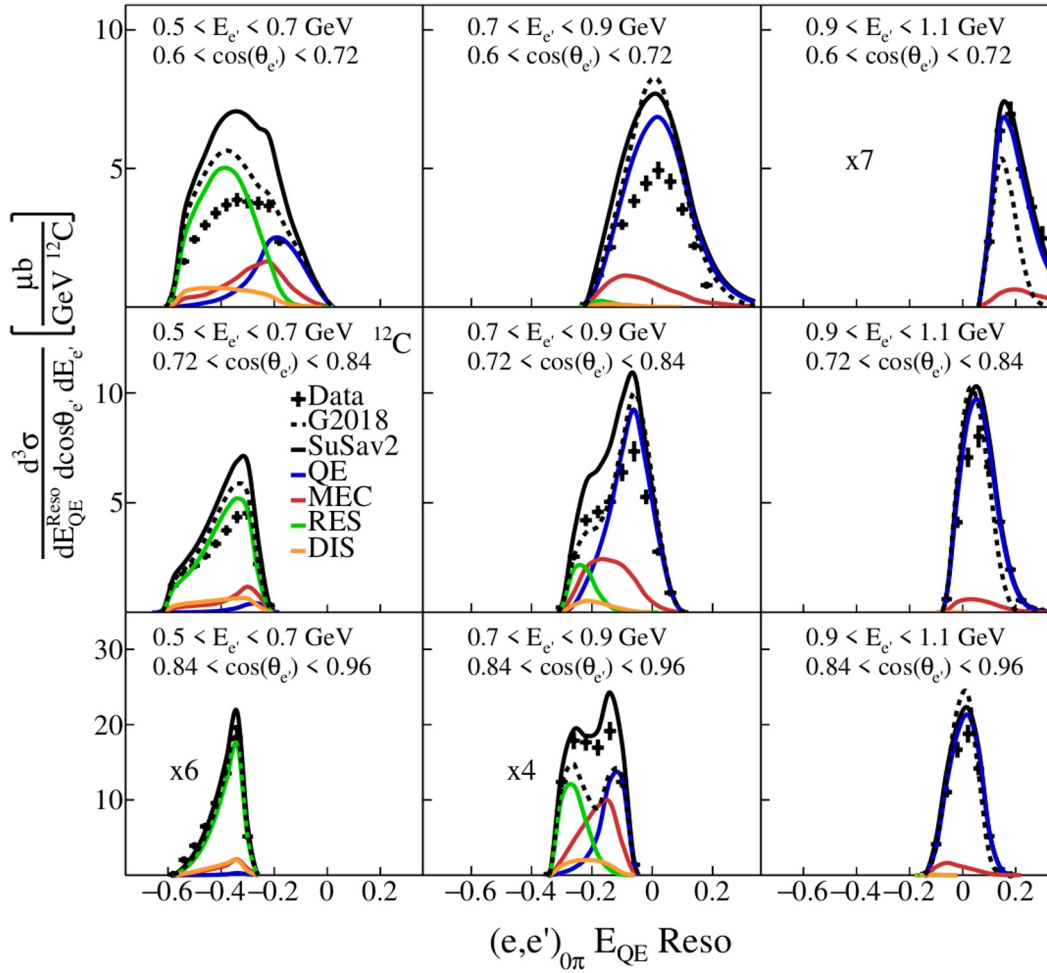 0.5 < E_e' < 0.7 GeV
0.6 < cos(θ_e') < 0.72
0.7 < E_e' < 0.9 GeV
0.6 < cos(θ_e') < 0.72
0.9 < E_e' < 1.1 GeV
0.6 < cos(θ_e') < 0.72
x7
10
5
0.5 < E_e' < 0.7 GeV
0.72 < cos(θ_e') < 0.84
¹²C
Data
G2018
SuSav2
QE
MEC
RES
DIS
0.7 < E_e' < 0.9 GeV
0.72 < cos(θ_e') < 0.84
0.9 < E_e' < 1.1 GeV
0.72 < cos(θ_e') < 0.84
10
5
0.5 < E_e' < 0.7 GeV
0.84 < cos(θ_e') < 0.96
x6
0.7 < E_e' < 0.9 GeV
0.84 < cos(θ_e') < 0.96
x4
0.9 < E_e' < 1.1 GeV
0.84 < cos(θ_e') < 0.96
30
20
10
−0.6 −0.4 −0.2 0 0.2
−0.6 −0.4 −0.2 0 0.2
−0.6 −0.4 −0.2 0 0.2
d³σ / dE_QE^Reso dcosθ_e' dE_e' [μb / GeV ¹²C]
(e,e')_0π E_QE Reso